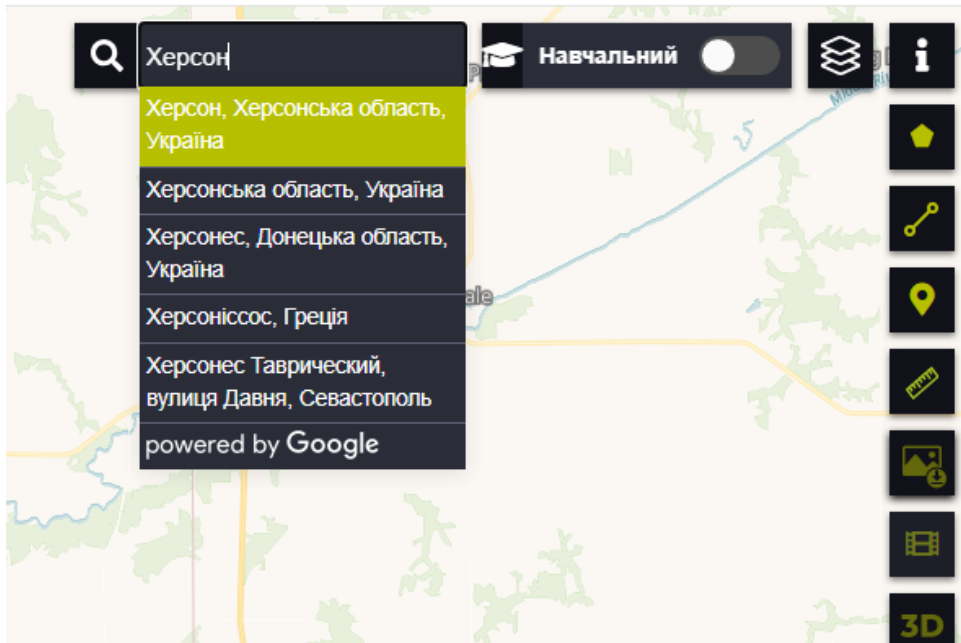 Херсон
Навчальний
Херсон, Херсонська область,
Україна
Херсонська область, Україна
Херсонес, Донецька область,
Україна
Херсоніссос, Греція
Херсонес Таврический,
вулиця Давня, Севастополь
powered by Google
ale
3D